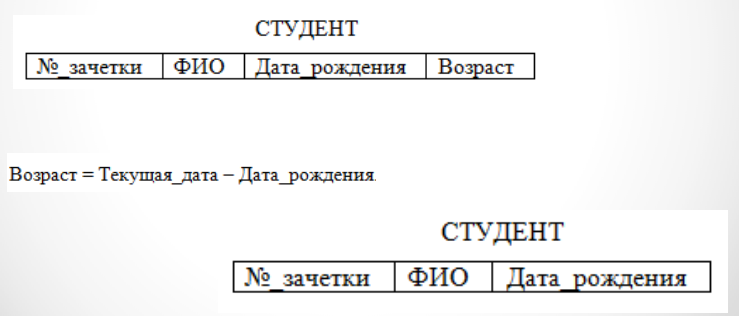 СТУДЕНТ
№_зачетки ФИО Дата_рождения Возраст
Возраст = Текущая_дата – Дата_рождения.
СТУДЕНТ
№_зачетки ФИО Дата_рождения